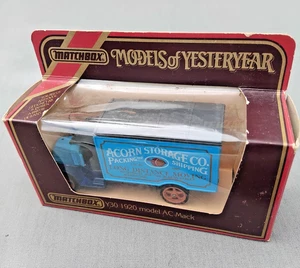 MATCHBOX
MODELS of YESTERYEAR
ACORN STORAGE CO.
PACKING SHIPPING
MATCHBOX
Y30-1920 model AC Mack